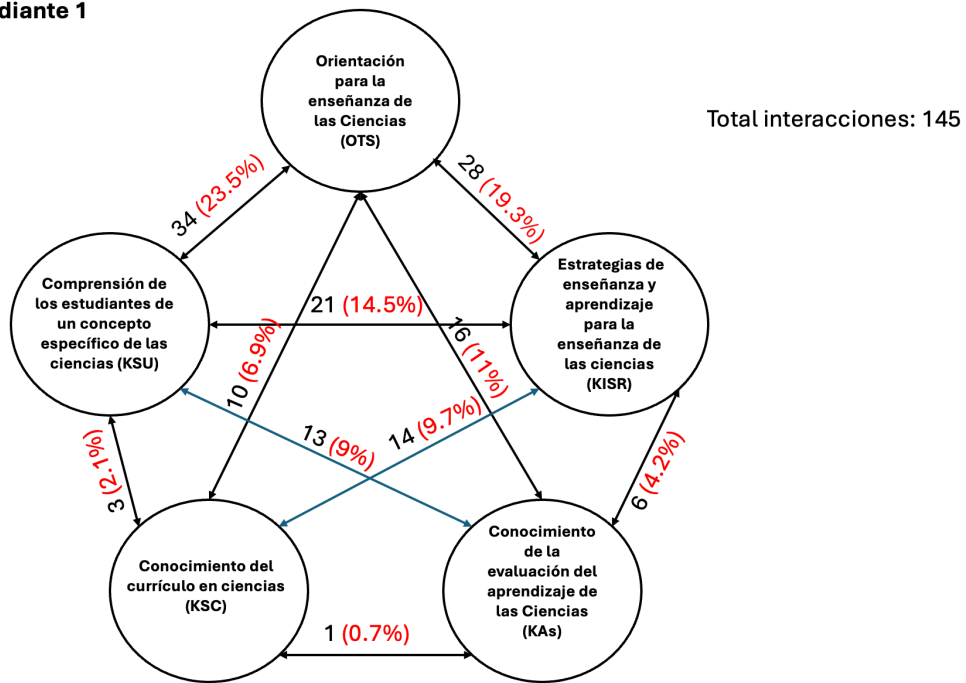 diante 1
Orientación
para la
enseñanza de
las Ciencias
(OTS)
Total interacciones: 145
34 (23.5%)
28 (19.3%)
Comprensión de
los estudiantes de
un concepto
específico de las
ciencias (KSU)
Estrategias de
enseñanza y
aprendizaje
para la
enseñanza de
las ciencias
(KISR)
21 (14.5%)
10 (6.9%)
16 (11%)
13 (9%)
14 (9.7%)
3 (2.1%)
6 (4.2%)
Conocimiento del
currículo en ciencias
(KSC)
Conocimiento
de la
evaluación del
aprendizaje de
las Ciencias
(KAs)
1 (0.7%)